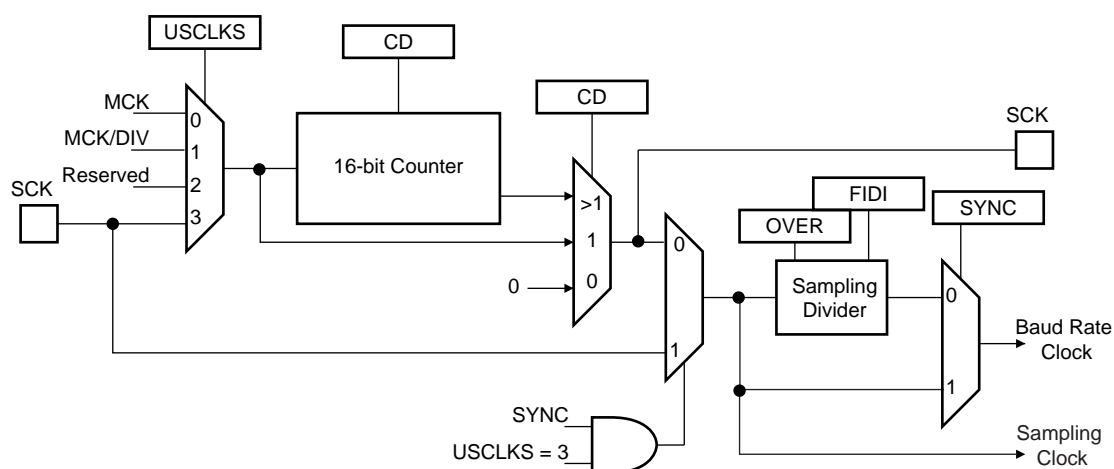 USCLKS
CD
CD
SCK
MCK
0
MCK/DIV
1
16-bit Counter
Reserved
2
FIDI
SCK
3
>1
SYNC
OVER
1
0
0
0
Sampling
Divider
0
Baud Rate
Clock
1
1
SYNC
USCLKS = 3
Sampling
Clock